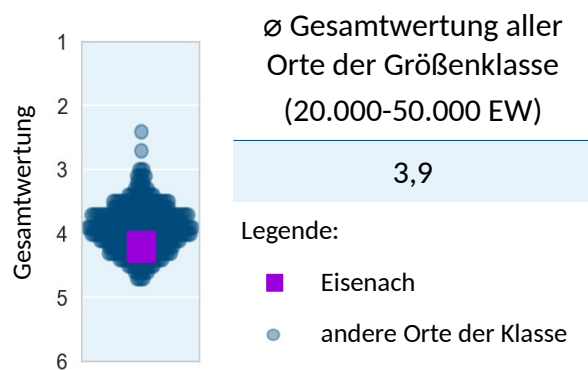 ø Gesamtwertung aller
Orte der Größenklasse
(20.000-50.000 EW)
3,9
Legende:
Eisenach
andere Orte der Klasse
Gesamtwertung
1
2
3
4
5
6